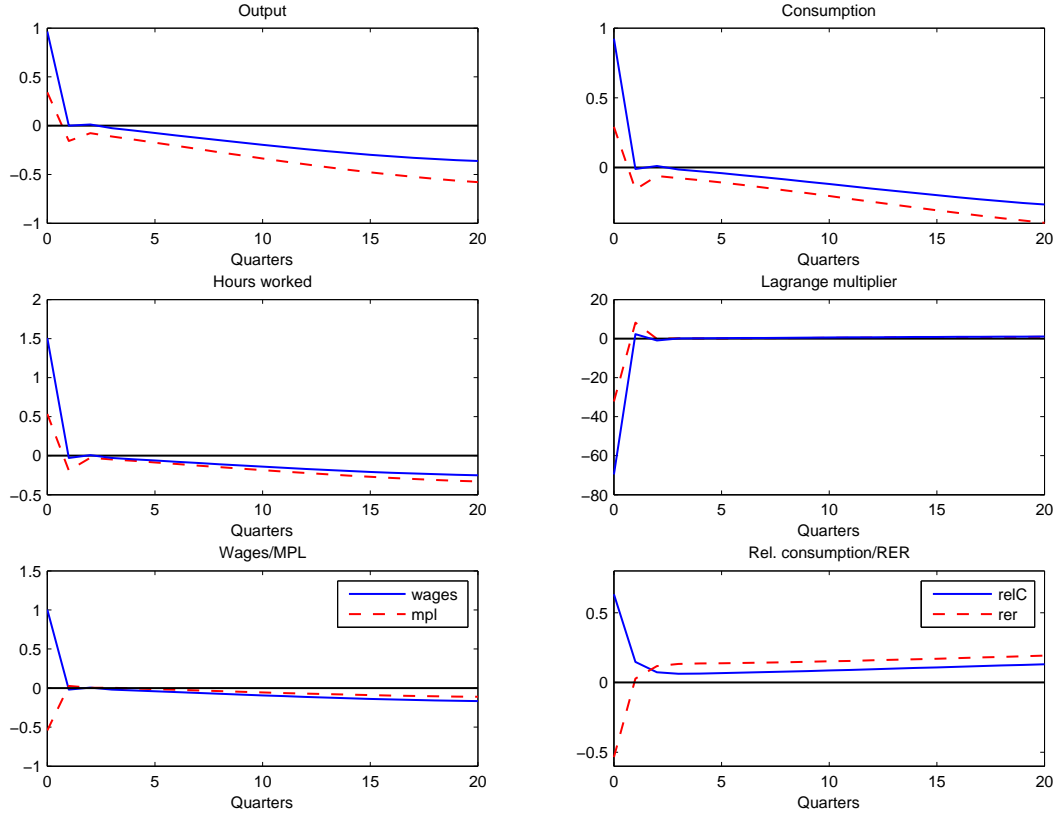 Output
1
0.5
0
−0.5
−1
0 5 10 15 20
Quarters
Consumption
1
0.5
0
0 5 10 15 20
Quarters
Hours worked
2
1.5
1
0.5
0
−0.5
0 5 10 15 20
Quarters
Lagrange multiplier
20
0
−20
−40
−60
−80
0 5 10 15 20
Quarters
Wages/MPL
1.5
1
0.5
0
−0.5
−1
wages
mpl
0 5 10 15 20
Quarters
Rel. consumption/RER
0.5
0
−0.5
relC
rer
0 5 10 15 20
Quarters